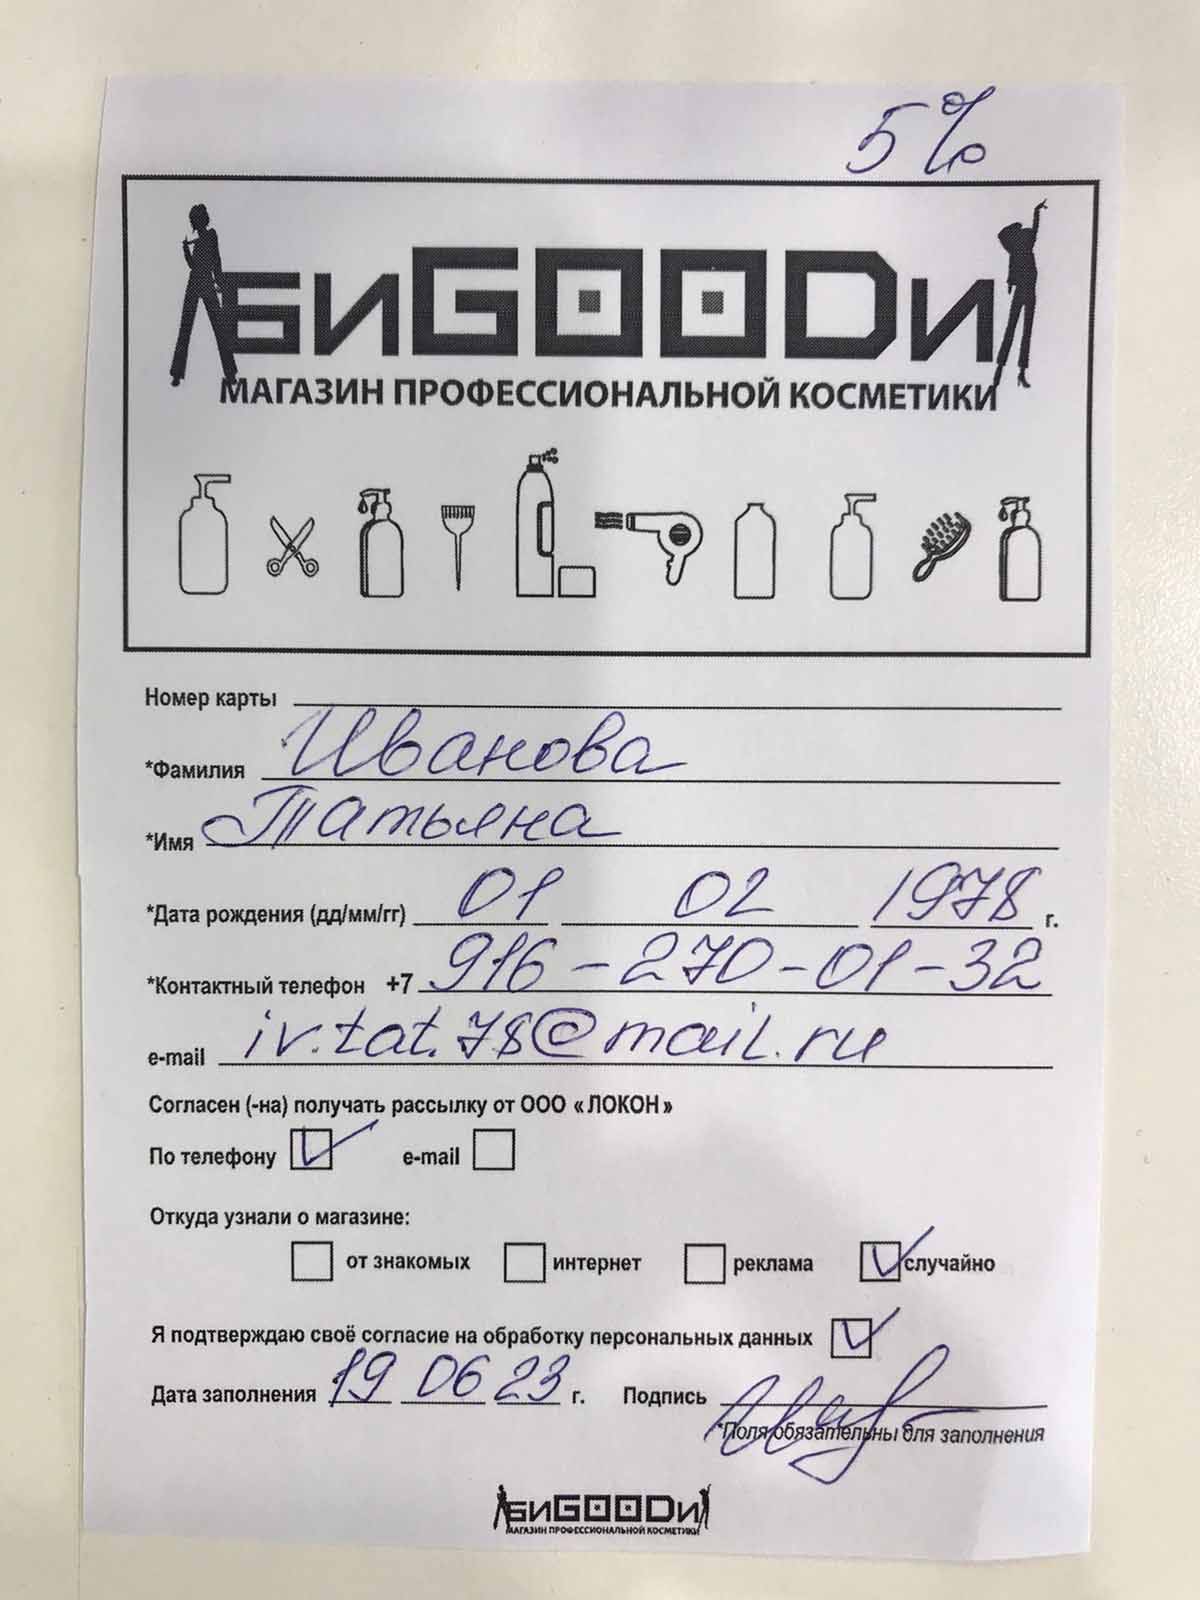 5%
биGOODи
МАГАЗИН ПРОФЕССИОНАЛЬНОЙ КОСМЕТИКИ
Номер карты
*Фамилия Иванова
*Имя Татьяна
*Дата рождения (дд/мм/гг) 01 02 1978 г.
*Контактный телефон +7 916-270-01-32
e-mail iv.tat.78@mail.ru
Согласен (-на) получать рассылку от ООО «ЛОКОН»
По телефону e-mail
Откуда узнали о магазине:
от знакомых интернет реклама случайно
Я подтверждаю своё согласие на обработку персональных данных
Дата заполнения 19 06 23 г. Подпись
*Поля обязательны для заполнения
биGOODи
МАГАЗИН ПРОФЕССИОНАЛЬНОЙ КОСМЕТИКИ